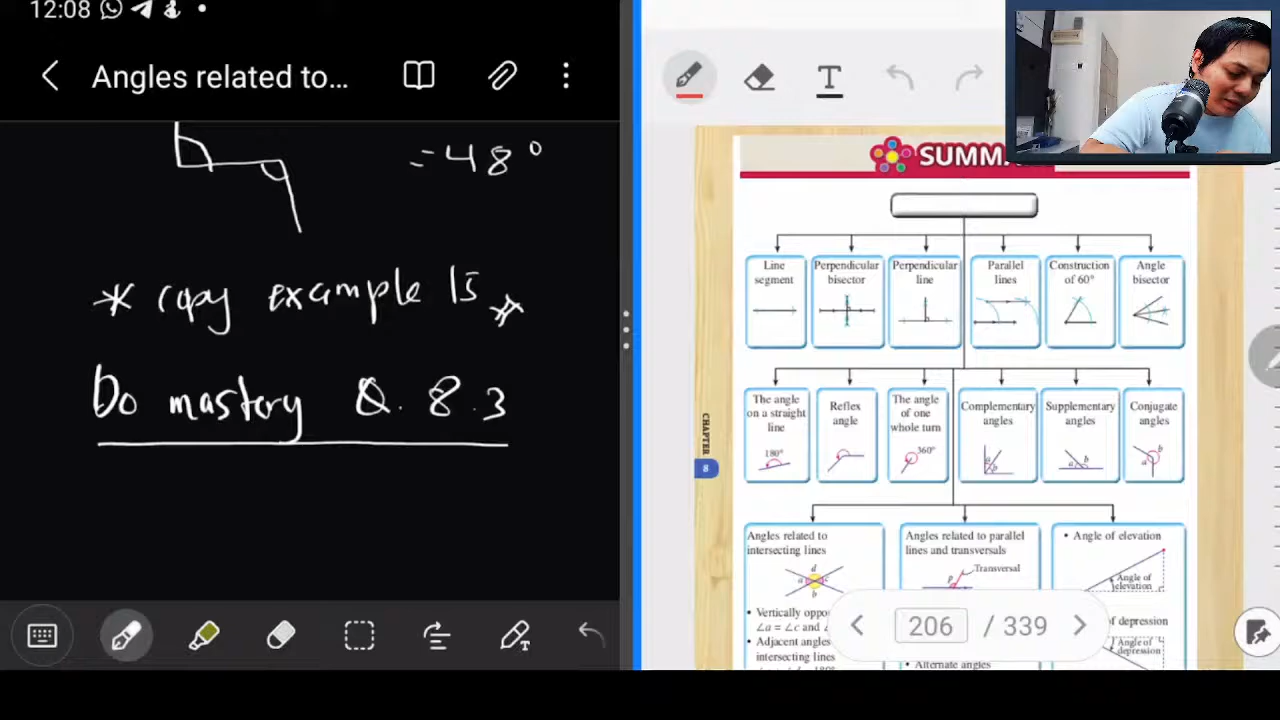 12:08
Angles related to...
= 48°
* copy example 15 *
Do mastery Q. 8.3
T
SUMM
Line segment
Perpendicular bisector
Perpendicular line
Parallel lines
Construction of 60°
Angle bisector
The angle on a straight line
180°
Reflex angle
The angle of one whole turn
360°
Complementary angles
a b
Supplementary angles
a b
Conjugate angles
a b
CHAPTER
8
Angles related to intersecting lines
d
a c
b
• Vertically oppo
∠a = ∠c and ∠
• Adjacent angles
intersecting lines
Angles related to parallel lines and transversals
P
Transversal
• Alternate angles
• Angle of elevation
Angle of elevation
of depression
Angle of depression
206 / 339